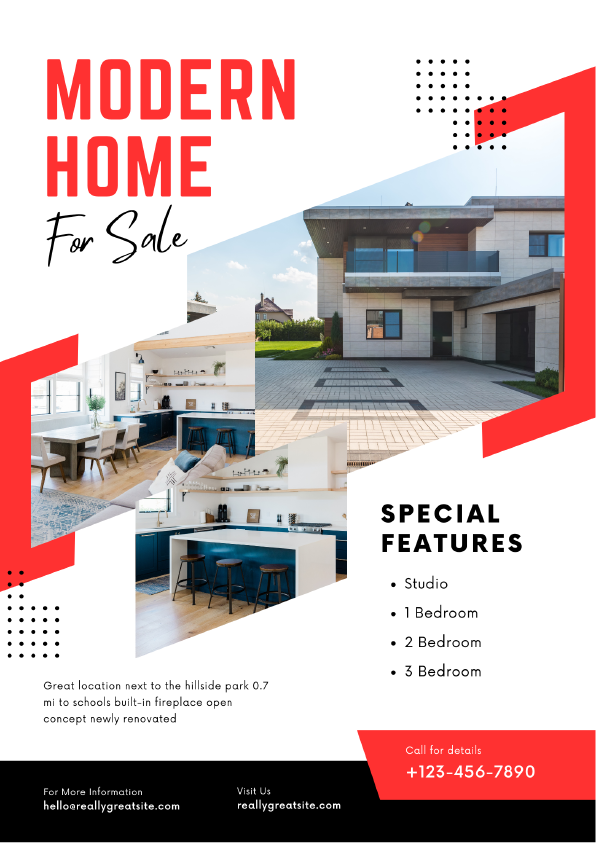 MODERN
HOME
For Sale
SPECIAL
FEATURES
• Studio
• 1 Bedroom
• 2 Bedroom
• 3 Bedroom
Great location next to the hillside park 0.7
mi to schools built-in fireplace open
concept newly renovated
Call for details
+123-456-7890
For More Information
hello@reallygreatsite.com
Visit Us
reallygreatsite.com